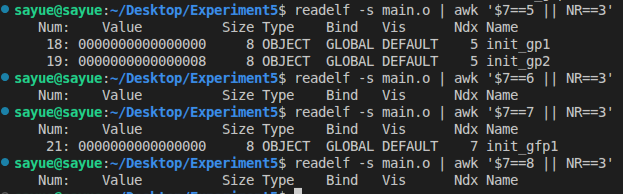 sayue@sayue:~/Desktop/Experiment5$ readelf -s main.o | awk '$7==5 || NR==3'
   Num:    Value          Size Type    Bind   Vis      Ndx Name
    18: 0000000000000000     8 OBJECT  GLOBAL DEFAULT    5 init_gp1
    19: 0000000000000008     8 OBJECT  GLOBAL DEFAULT    5 init_gp2
sayue@sayue:~/Desktop/Experiment5$ readelf -s main.o | awk '$7==6 || NR==3'
   Num:    Value          Size Type    Bind   Vis      Ndx Name
sayue@sayue:~/Desktop/Experiment5$ readelf -s main.o | awk '$7==7 || NR==3'
   Num:    Value          Size Type    Bind   Vis      Ndx Name
    21: 0000000000000000     8 OBJECT  GLOBAL DEFAULT    7 init_gfp1
sayue@sayue:~/Desktop/Experiment5$ readelf -s main.o | awk '$7==8 || NR==3'
   Num:    Value          Size Type    Bind   Vis      Ndx Name